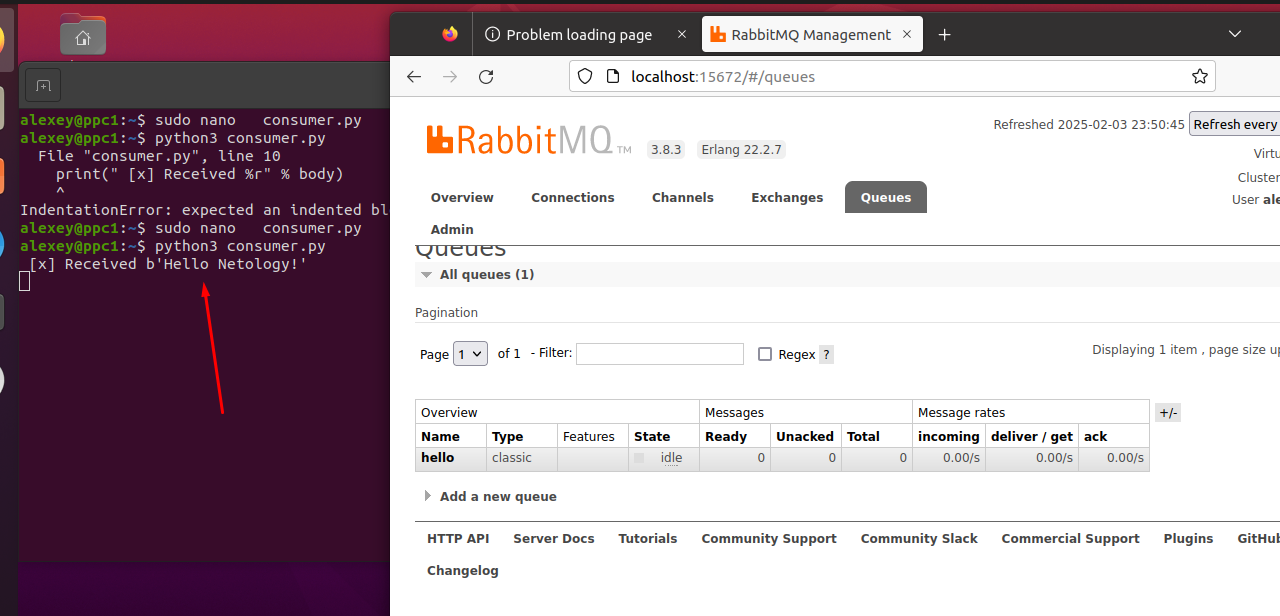 Problem loading page
RabbitMQ Management
localhost:15672/#/queues
alexey@ppc1:~$ sudo nano   consumer.py
alexey@ppc1:~$ python3 consumer.py
  File "consumer.py", line 10
    print(" [x] Received %r" % body)
    ^
IndentationError: expected an indented bl
alexey@ppc1:~$ sudo nano   consumer.py
alexey@ppc1:~$ python3 consumer.py
 [x] Received b'Hello Netology!'
RabbitMQ TM 3.8.3 Erlang 22.2.7
Refreshed 2025-02-03 23:50:45 Refresh every
Virtu
Cluster
User ale
Overview Connections Channels Exchanges Queues
Admin
Queues
All queues (1)
Pagination
Page 1 of 1 - Filter: Regex ?
Displaying 1 item , page size up
Overview Messages Message rates +/-
Name Type Features State Ready Unacked Total incoming deliver / get ack
hello classic idle 0 0 0 0.00/s 0.00/s 0.00/s
Add a new queue
HTTP API Server Docs Tutorials Community Support Community Slack Commercial Support Plugins GitHub
Changelog